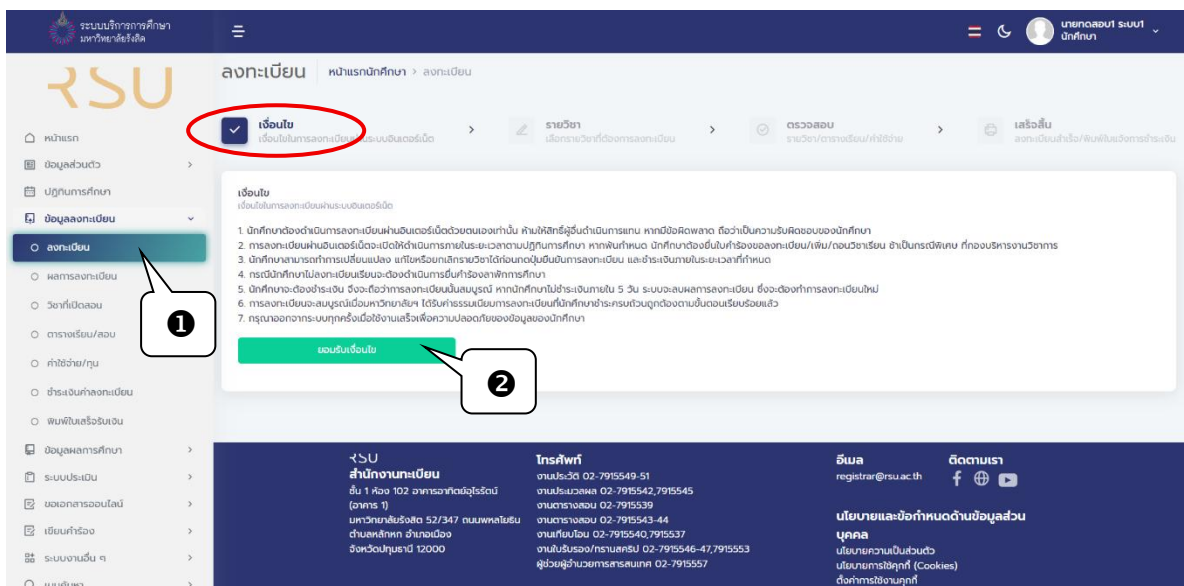 ระบบบริการการศึกษา
มหาวิทยาลัยรังสิต
นายทดสอบ1 ระบบ1
นักศึกษา
RSU
หน้าแรก
ข้อมูลส่วนตัว
ปฏิทินการศึกษา
ข้อมูลลงทะเบียน
ลงทะเบียน
ผลการลงทะเบียน
วิชาที่เปิดสอน
ตารางเรียน/สอบ
ค่าใช้จ่าย/ทุน
ชำระเงินค่าลงทะเบียน
พิมพ์ใบเสร็จรับเงิน
ข้อมูลผลการศึกษา
ระบบประเมิน
ขอเอกสารออนไลน์
เขียนคำร้อง
ระบบงานอื่น ๆ
ลงทะเบียน หน้าแรกนักศึกษา > ลงทะเบียน
เงื่อนไข
เงื่อนไขในการลงทะเบียนผ่านระบบอินเตอร์เน็ต
รายวิชา
เลือกรายวิชาที่ต้องการลงทะเบียน
ตรวจสอบ
รายวิชา/ตารางเรียน/ค่าใช้จ่าย
เสร็จสิ้น
ลงทะเบียนสำเร็จ/พิมพ์ใบแจ้งการชำระเงิน
เงื่อนไข
เงื่อนไขในการลงทะเบียนผ่านระบบอินเตอร์เน็ต
1. นักศึกษาต้องดำเนินการลงทะเบียนผ่านอินเตอร์เน็ตด้วยตนเองเท่านั้น ห้ามให้สิทธิ์ผู้อื่นดำเนินการแทน หากมีข้อผิดพลาด ถือว่าเป็นความรับผิดชอบของนักศึกษา
2. การลงทะเบียนผ่านอินเตอร์เน็ตจะเปิดให้ดำเนินการภายในระยะเวลาตามปฏิทินการศึกษา หากพ้นกำหนด นักศึกษาต้องยื่นใบคำร้องขอลงทะเบียน/เพิ่ม/ถอนวิชาเรียน ช้าเป็นกรณีพิเศษ ที่กองบริหารงานวิชาการ
3. นักศึกษาสามารถทำการเปลี่ยนแปลง แก้ไขหรือยกเลิกรายวิชาได้ก่อนกดปุ่มยืนยันการลงทะเบียน และชำระเงินภายในระยะเวลาที่กำหนด
4. กรณีนักศึกษาไม่ลงทะเบียนเรียนจะต้องดำเนินการยื่นคำร้องลาพักการศึกษา
5. นักศึกษาจะต้องชำระเงิน จึงจะถือว่าการลงทะเบียนนั้นสมบูรณ์ หากนักศึกษาไม่ชำระเงินภายใน 5 วัน ระบบจะลบผลการลงทะเบียน ซึ่งจะต้องทำการลงทะเบียนใหม่
6. การลงทะเบียนจะสมบูรณ์เมื่อมหาวิทยาลัยฯ ได้รับค่าธรรมเนียมการลงทะเบียนที่นักศึกษาชำระครบถ้วนถูกต้องตามขั้นตอนเรียบร้อยแล้ว
7. กรุณาออกจากระบบทุกครั้งเมื่อใช้งานเสร็จเพื่อความปลอดภัยของข้อมูลของนักศึกษา
ยอมรับเงื่อนไข
❶
❷
RSU
สำนักงานทะเบียน
ชั้น 1 ห้อง 102 อาคารอาทิตย์อุไรรัตน์
(อาคาร 1)
มหาวิทยาลัยรังสิต 52/347 ถนนพหลโยธิน
ตำบลหลักหก อำเภอเมือง
จังหวัดปทุมธานี 12000
โทรศัพท์
งานประวัติ 02-7915549-51
งานประมวลผล 02-7915542,7915545
งานตารางสอน 02-7915539
งานตารางสอบ 02-7915543-44
งานเทียบโอน 02-7915540,7915537
งานใบรับรอง/ทรานสคริป 02-7915546-47,7915553
ผู้ช่วยผู้อำนวยการสารสนเทศ 02-7915557
อีเมล
registrar@rsu.ac.th
ติดตามเรา
นโยบายและข้อกำหนดด้านข้อมูลส่วน
บุคคล
นโยบายความเป็นส่วนตัว
นโยบายการใช้คุกกี้ (Cookies)
ตั้งค่าการใช้งานคุกกี้